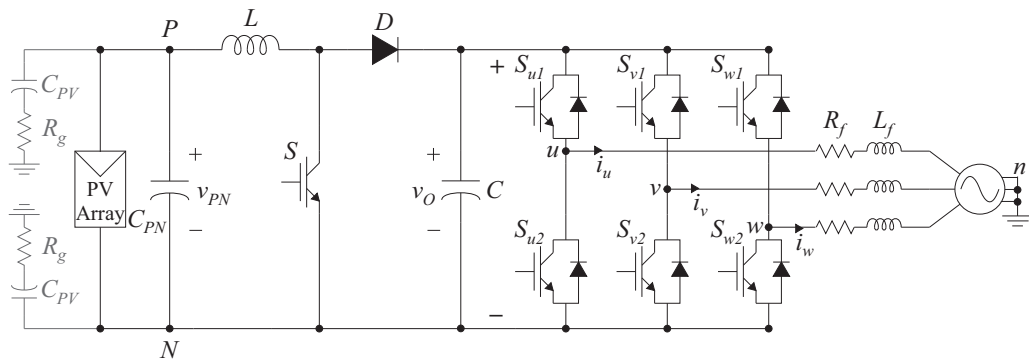 P L D
C_PV
R_g
PV
Array
R_g
C_PV
C_PN
+
v_PN
−
N
S
+
v_O
−
C
+
−
S_u1 S_v1 S_w1
u i_u
v i_v
w i_w
S_u2 S_v2 S_w2
R_f L_f
n